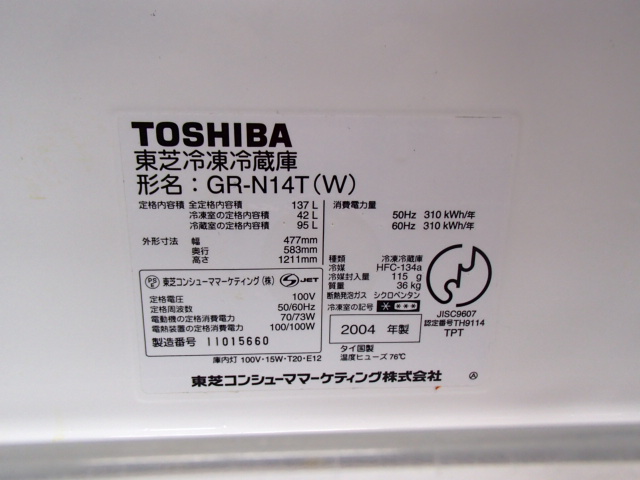 TOSHIBA
東芝冷凍冷蔵庫
形名：GR-N14T(W)
定格内容積 全定格内容積 137 L
冷凍室の定格内容積 42 L
冷蔵室の定格内容積 95 L
外形寸法 幅 477mm
奥行 583mm
高さ 1211mm
消費電力量
50Hz 310 kWh/年
60Hz 310 kWh/年
種類 冷凍冷蔵庫
冷媒 HFC-134a
冷媒封入量 115 g
質量 36 kg
断熱発泡ガス シクロペンタン
冷凍室の記号
JISC9607
認定番号TH9114
TPT
東芝コンシューママーケティング(株) JET
定格電圧 100V
定格周波数 50/60Hz
電動機の定格消費電力 70/73W
電熱装置の定格消費電力 100/100W
製造番号 11015660
2004 年製
タイ国製
温度ヒューズ 76℃
庫内灯 100V･15W･T20･E12
東芝コンシューママーケティング株式会社
Ⓐ